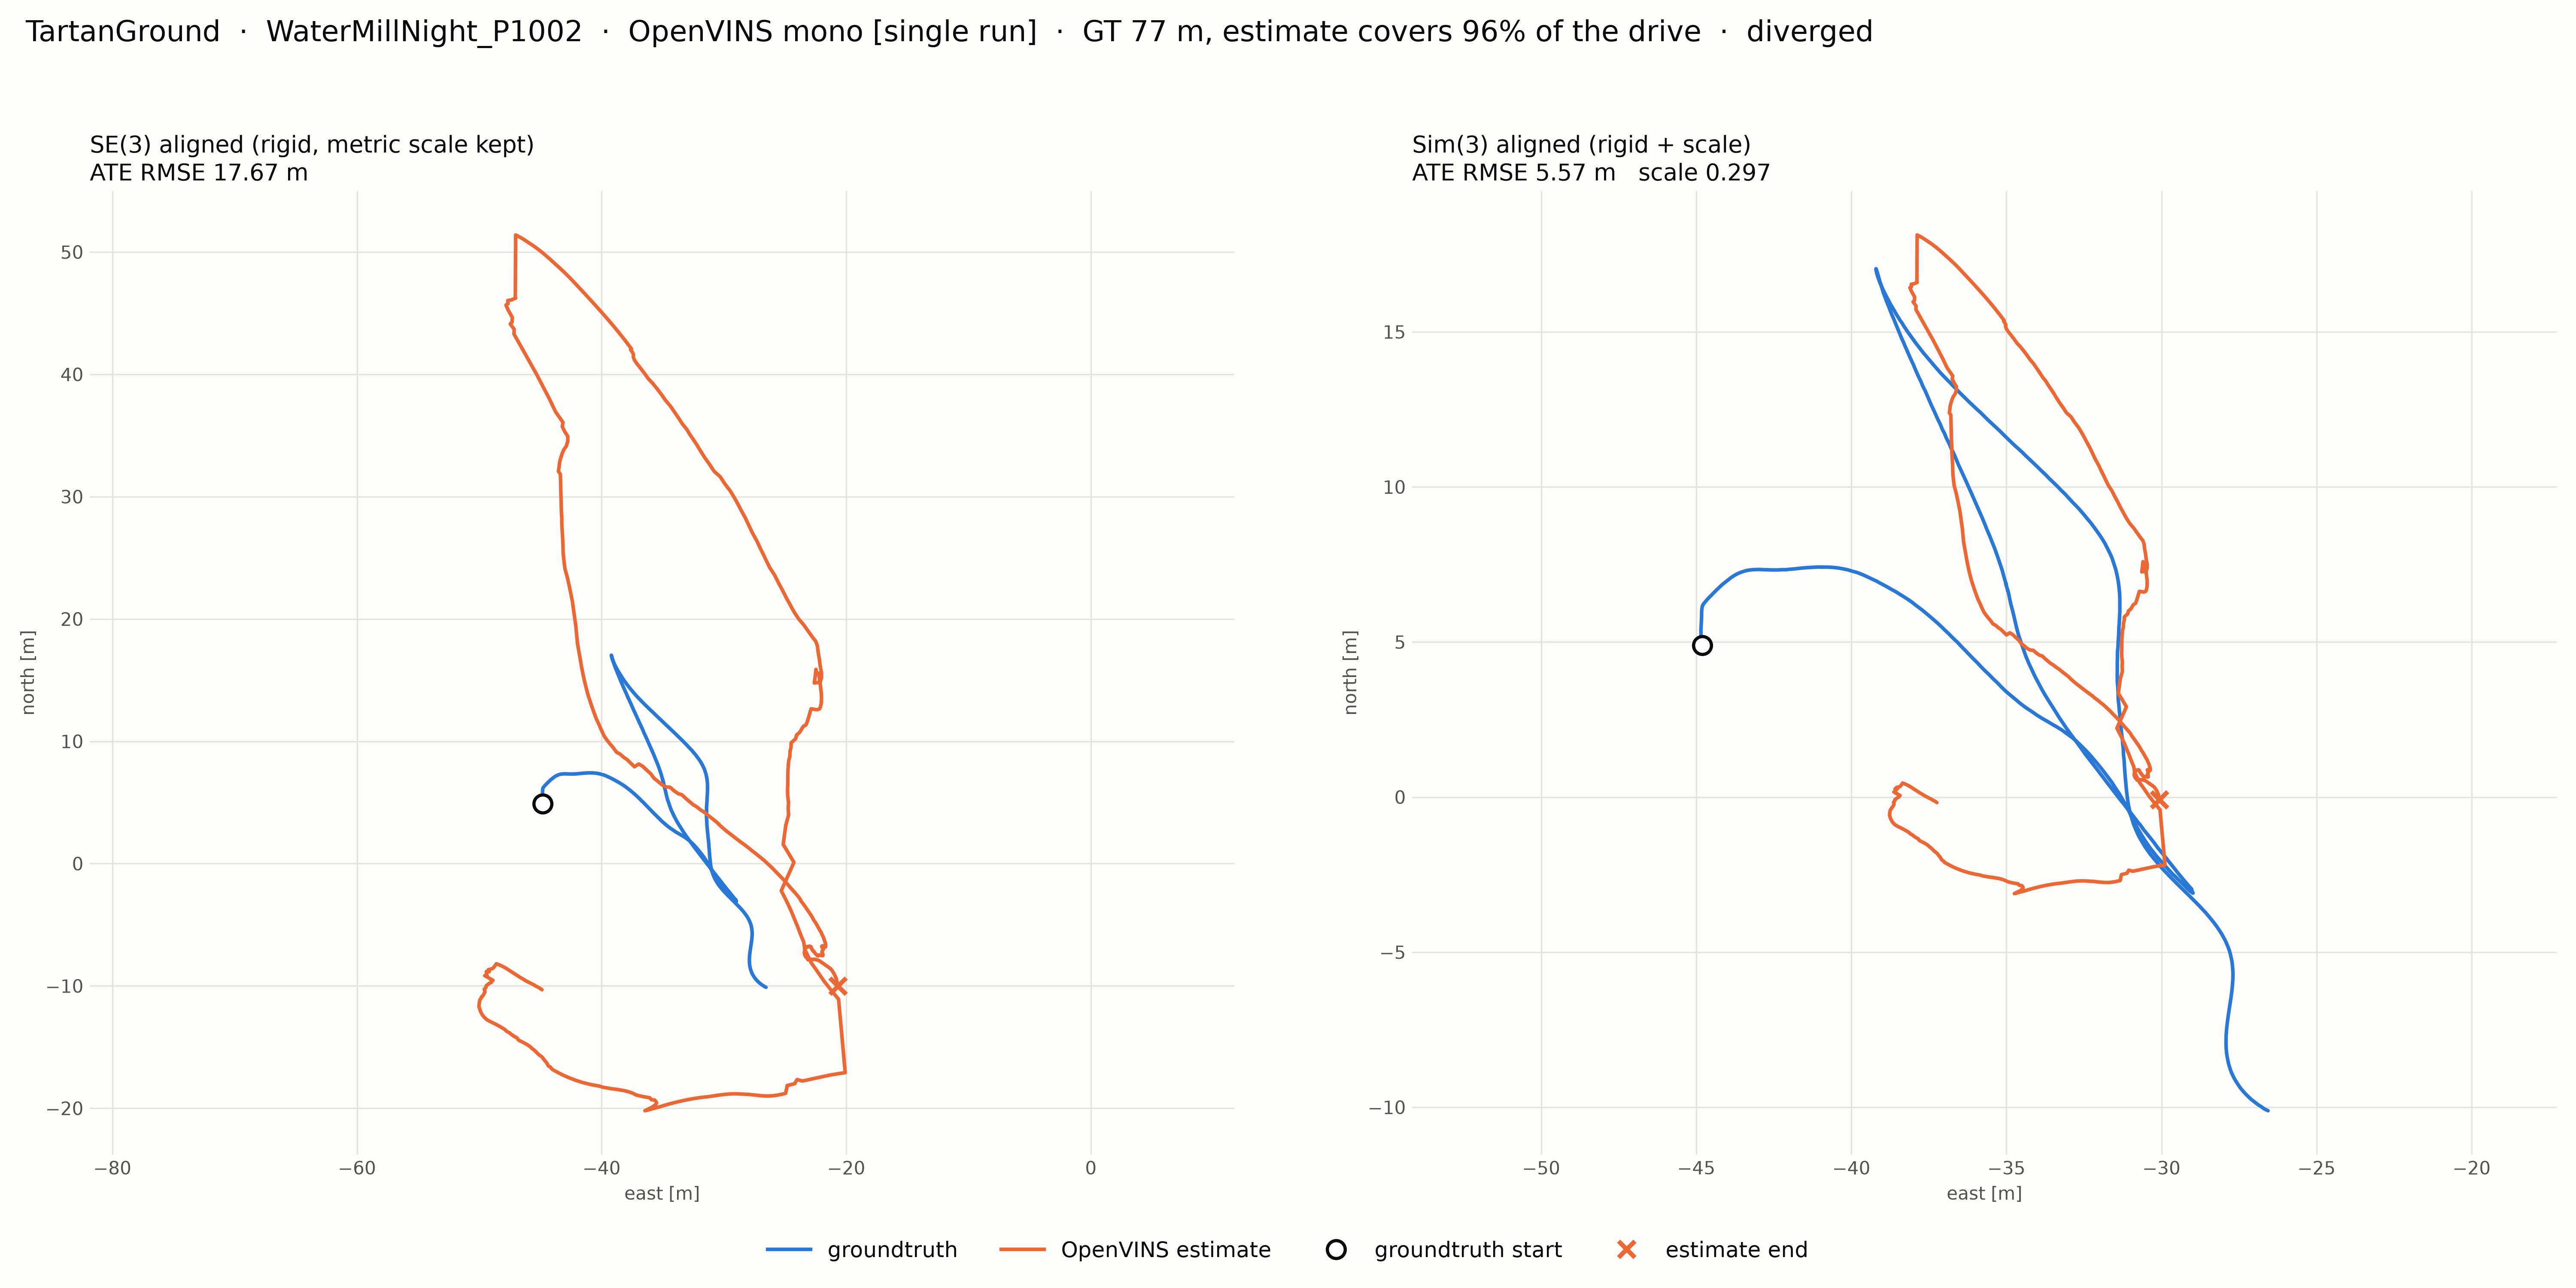 TartanGround · WaterMillNight_P1002 · OpenVINS mono [single run] · GT 77 m, estimate covers 96% of the drive · diverged
SE(3) aligned (rigid, metric scale kept)
ATE RMSE 17.67 m
50
40
30
20
10
0
−10
−20
north [m]
−80
−60
−40
−20
0
east [m]
Sim(3) aligned (rigid + scale)
ATE RMSE 5.57 m   scale 0.297
15
10
5
0
−5
−10
north [m]
−50
−45
−40
−35
−30
−25
−20
east [m]
groundtruth
OpenVINS estimate
groundtruth start
estimate end